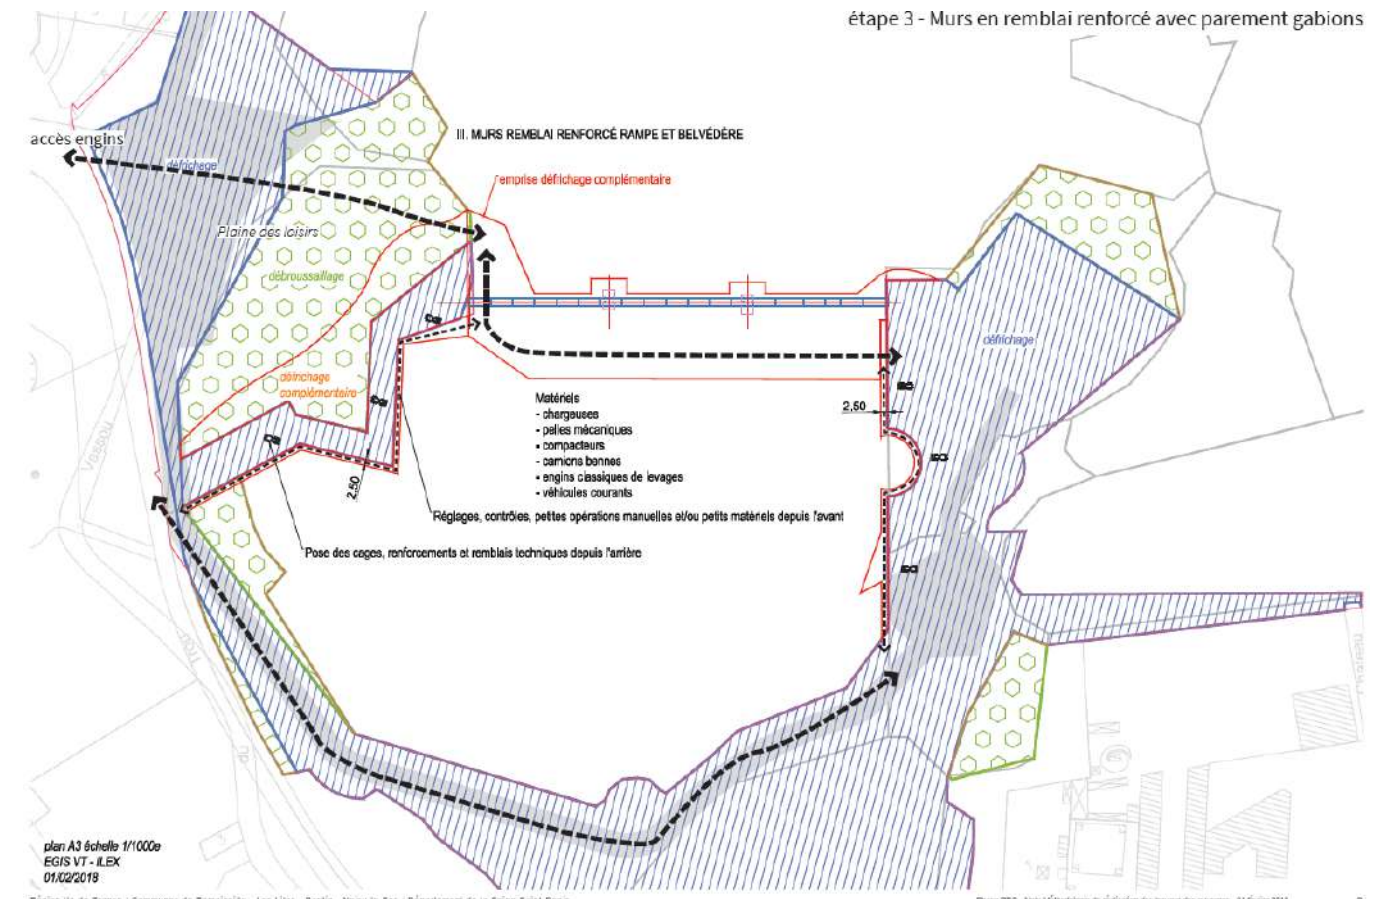 étape 3 - Murs en remblai renforcé avec parement gabions
accès engins
III. MURS REMBLAI RENFORCÉ RAMPE ET BELVÉDÈRE
défrichage
emprise défrichage complémentaire
Plaine des loisirs
débroussaillage
défrichage
défrichage
complémentaire
Matériels
- chargeuses
- pelles mécaniques
- compacteurs
- camions bennes
- engins classiques de levages
- véhicules courants
2,50
2,50
Vassou
Réglages, contrôles, petites opérations manuelles et/ou petits matériels depuis l'avant
Pose des cages, renforcements et remblais techniques depuis l'arrière
Trou
du
plan A3 échelle 1/1000e
EGIS VT - ILEX
01/02/2018